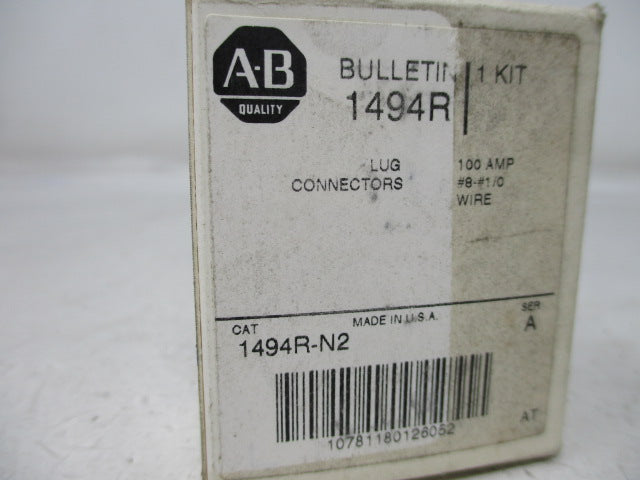 A-B
QUALITY
BULLETIN 1 KIT
1494R
LUG 100 AMP
CONNECTORS #8-#1/0
WIRE
MADE IN U.S.A.
SER
A
CAT
1494R-N2
10781180126062
AT